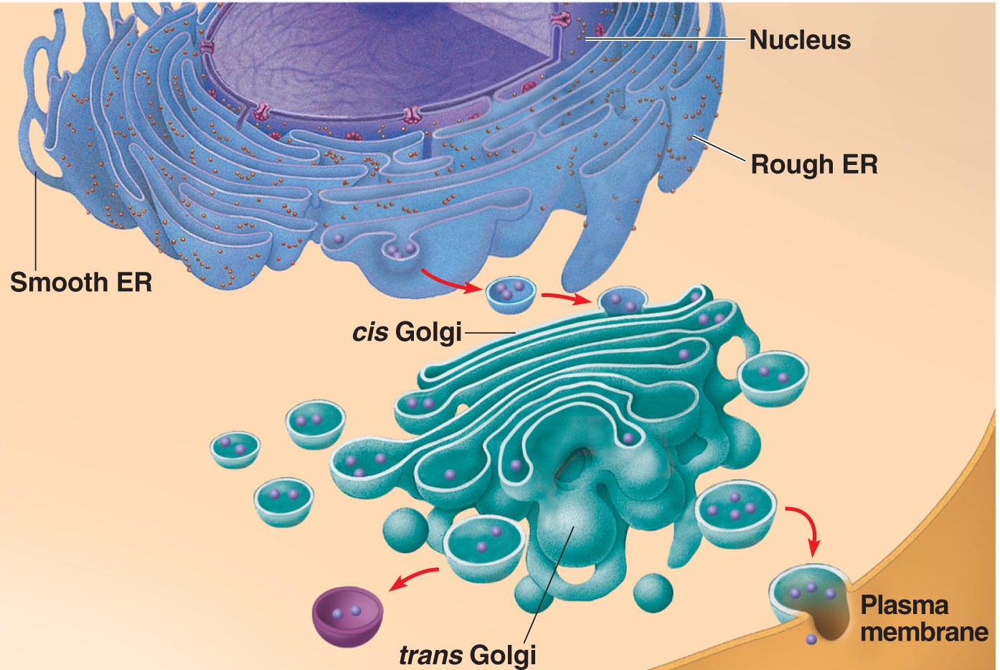 Nucleus
Rough ER
Smooth ER
cis Golgi
Plasma
membrane
trans Golgi